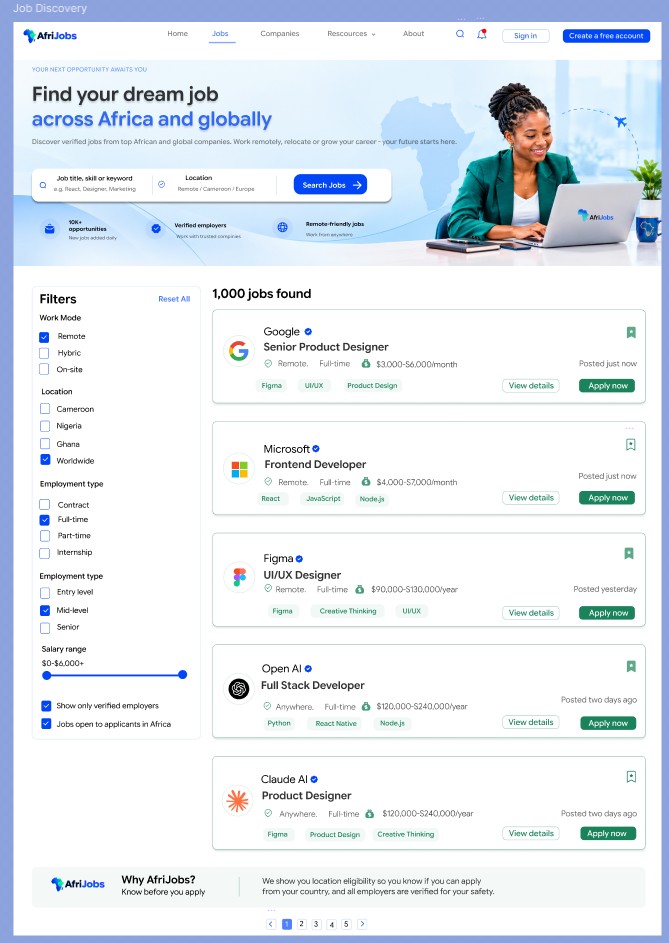 Job Discovery
AfriJobs
Home
Jobs
Companies
Rescources
About
Sign in
Create a free account
YOUR NEXT OPPORTUNITY AWAITS YOU
Find your dream job
across Africa and globally
Discover verified jobs from top African and global companies. Work remotely, relocate or grow your career - your future starts here.
Job title, skill or keyword
e.g. React, Designer, Marketing
Location
Remote / Cameroon / Europe
Search Jobs
10K+
opportunities
New jobs added daily
Verified employers
Work with trusted companies
Remote-friendly jobs
Work from anywhere
AfriJobs
Filters
Reset All
Work Mode
Remote
Hybric
On-site
Location
Cameroon
Nigeria
Ghana
Worldwide
Employment type
Contract
Full-time
Part-time
Internship
Employment type
Entry level
Mid-level
Senior
Salary range
$0-$6,000+
Show only verified employers
Jobs open to applicants in Africa
1,000 jobs found
Google
Senior Product Designer
Remote. Full-time $3,000-$6,000/month
Figma UI/UX Product Design
Posted just now
View details Apply now
Microsoft
Frontend Developer
Remote. Full-time $4,000-$7,000/month
React JavaScript Node.js
Posted just now
View details Apply now
Figma
UI/UX Designer
Remote. Full-time $90,000-$130,000/year
Figma Creative Thinking UI/UX
Posted yesterday
View details Apply now
Open AI
Full Stack Developer
Anywhere. Full-time $120,000-$240,000/year
Python React Native Node.js
Posted two days ago
View details Apply now
Claude AI
Product Designer
Anywhere. Full-time $120,000-$240,000/year
Figma Product Design Creative Thinking
Posted two days ago
View details Apply now
AfriJobs
Why AfriJobs?
Know before you apply
We show you location eligibility so you know if you can apply
from your country, and all employers are verified for your safety.
< 1 2 3 4 5 >